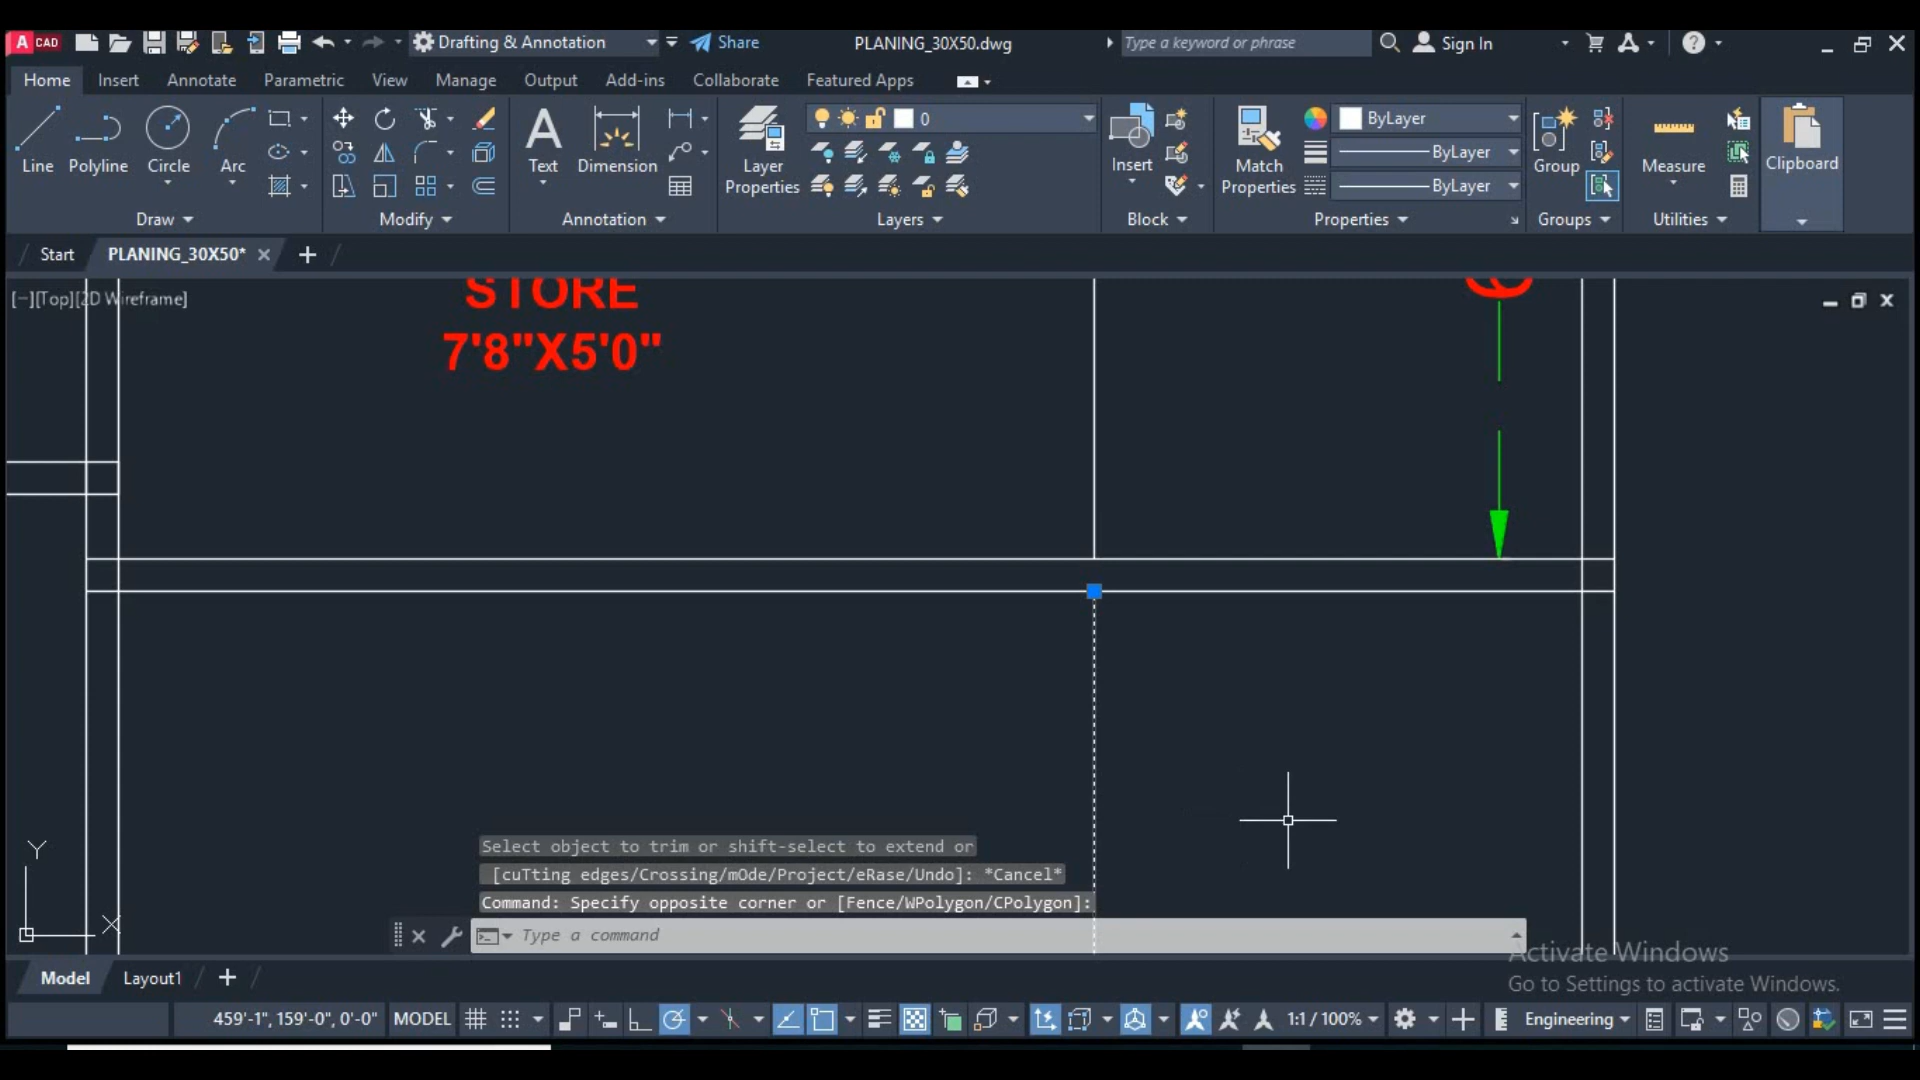 A CAD
Drafting & Annotation
Share
PLANING_30X50.dwg
Type a keyword or phrase
Sign In
Home
Insert
Annotate
Parametric
View
Manage
Output
Add-ins
Collaborate
Featured Apps
0
ByLayer
Line
Polyline
Circle
Arc
Text
Dimension
Layer
Properties
Insert
Match
Properties
ByLayer
ByLayer
Group
Measure
Clipboard
Draw
Modify
Annotation
Layers
Block
Properties
Groups
Utilities
Start
PLANING_30X50*
[−][Top][2D Wireframe]
STORE
7'8"X5'0"
Select object to trim or shift-select to extend or
[cuTting edges/Crossing/mOde/Project/eRase/Undo]: *Cancel*
Command: Specify opposite corner or [Fence/WPolygon/CPolygon]:
Type a command
Y
X
Activate Windows
Go to Settings to activate Windows.
Model
Layout1
459'-1", 159'-0", 0'-0"
MODEL
1:1 / 100%
Engineering